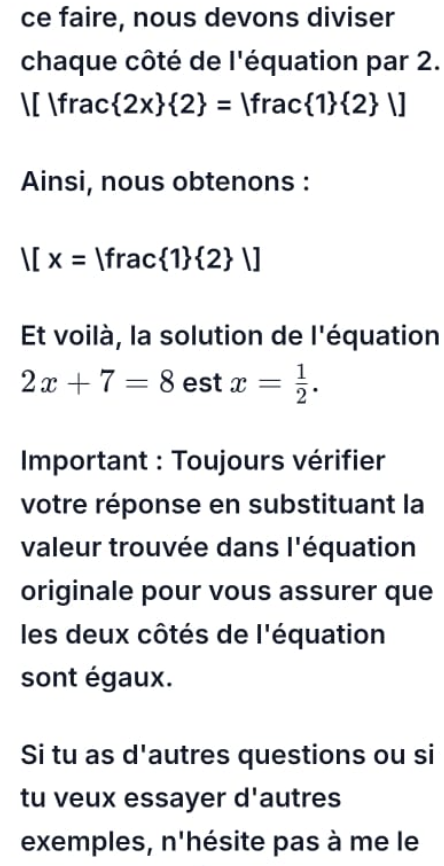 ce faire, nous devons diviser
chaque côté de l'équation par 2.
\[ \frac{2x}{2} = \frac{1}{2} \]
Ainsi, nous obtenons :
\[ x = \frac{1}{2} \]
Et voilà, la solution de l'équation
2x + 7 = 8 est x = 1/2.
Important : Toujours vérifier
votre réponse en substituant la
valeur trouvée dans l'équation
originale pour vous assurer que
les deux côtés de l'équation
sont égaux.
Si tu as d'autres questions ou si
tu veux essayer d'autres
exemples, n'hésite pas à me le